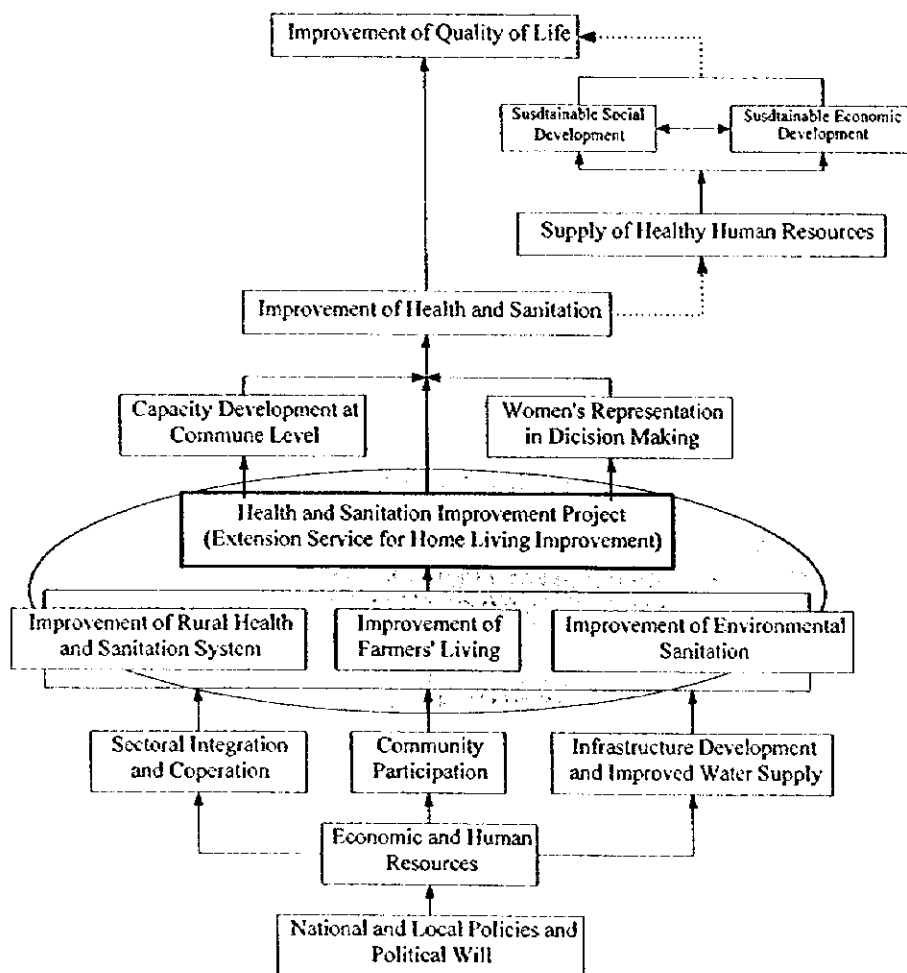 Improvement of Quality of Life
Susdtainable Social
Development
Susdtainable Economic
Development
Supply of Healthy Human Resources
Improvement of Health and Sanitation
Capacity Development at
Commune Level
Women's Representation
in Dicision Making
Health and Sanitation Improvement Project
(Extension Service for Home Living Improvement)
Improvement of Rural Health
and Sanitation System
Improvement of
Farmers' Living
Improvement of Environmental
Sanitation
Sectoral Integration
and Coperation
Community
Participation
Infrastructure Development
and Improved Water Supply
Economic and Human
Resources
National and Local Policies and
Political Will